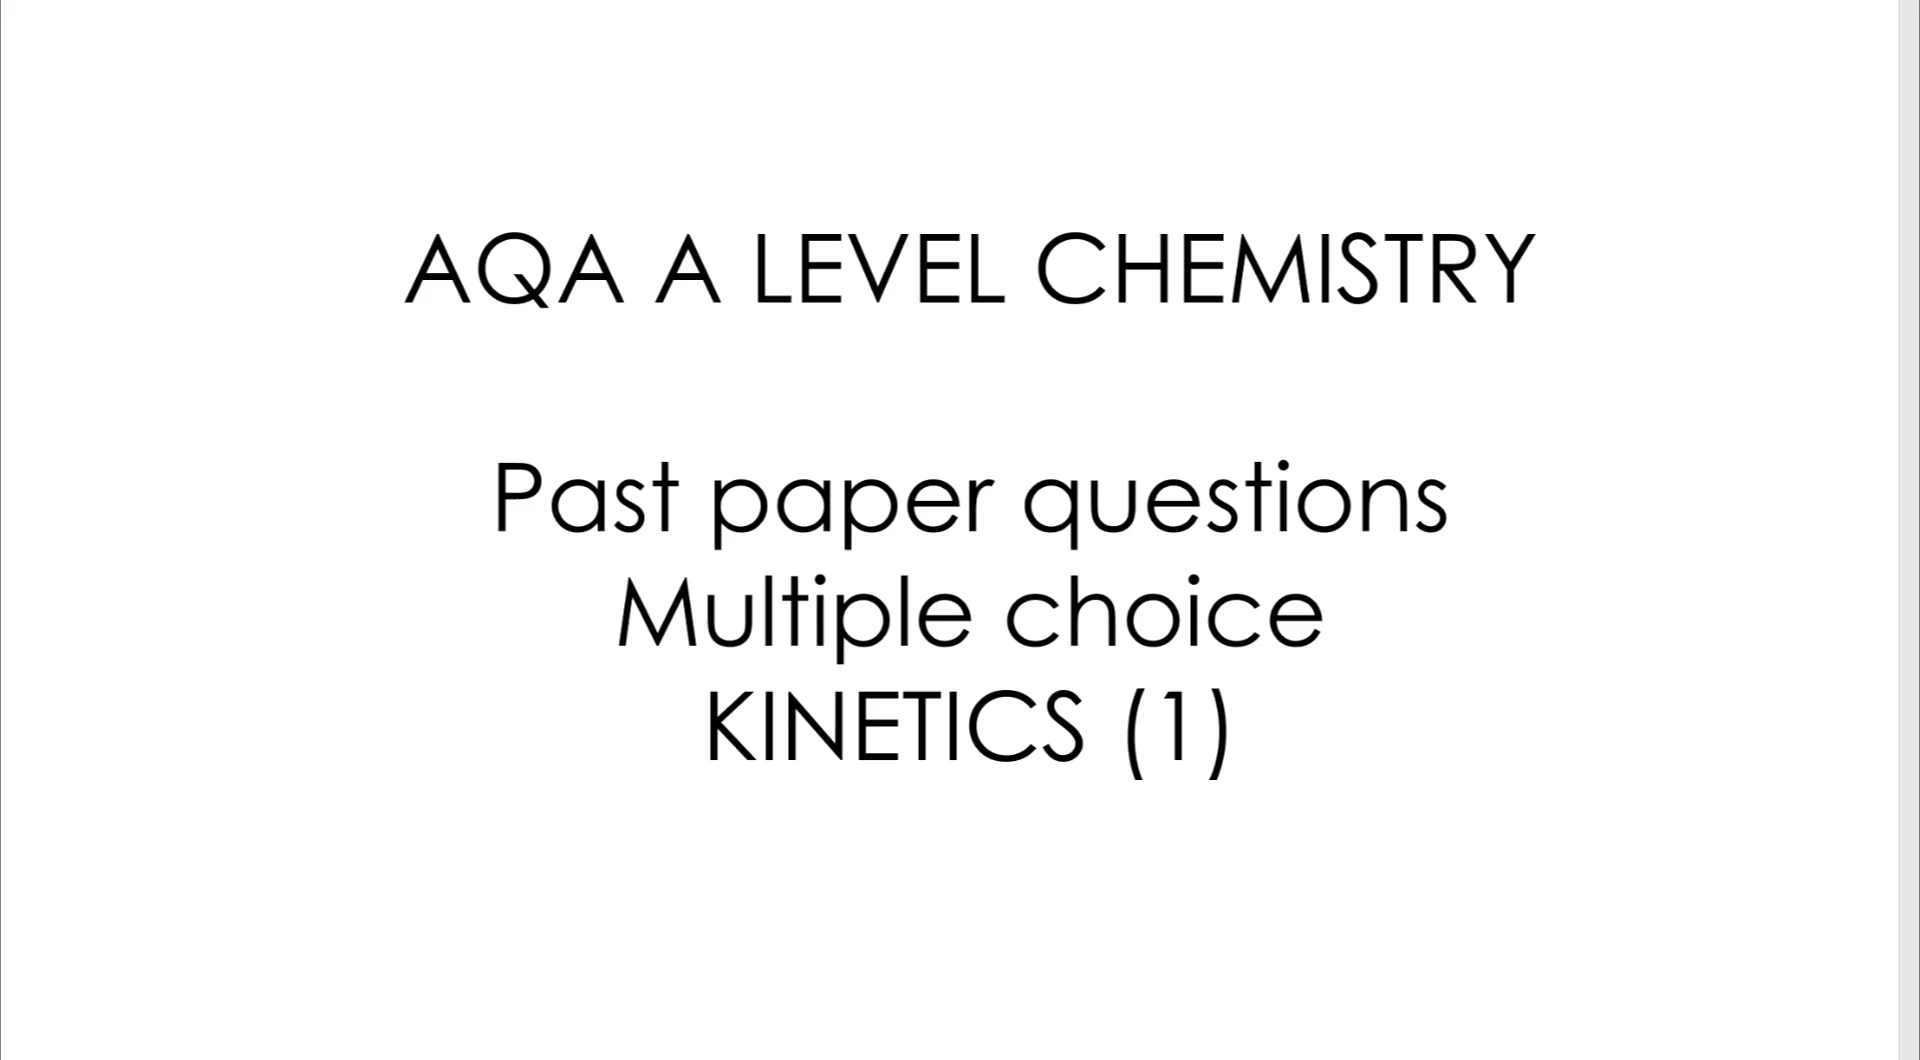 AQA A LEVEL CHEMISTRY
Past paper questions
Multiple choice
KINETICS (1)